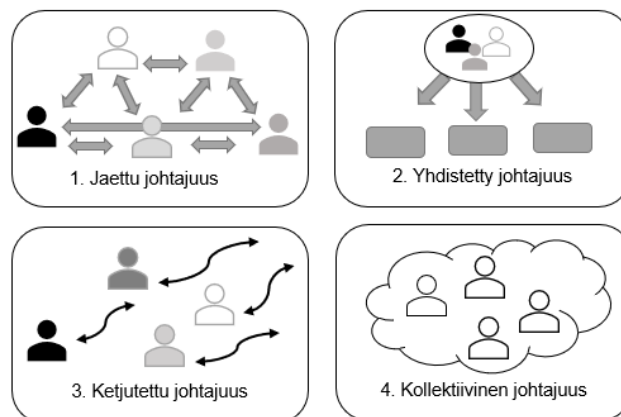 1. Jaettu johtajuus
2. Yhdistetty johtajuus
3. Ketjutettu johtajuus
4. Kollektiivinen johtajuus